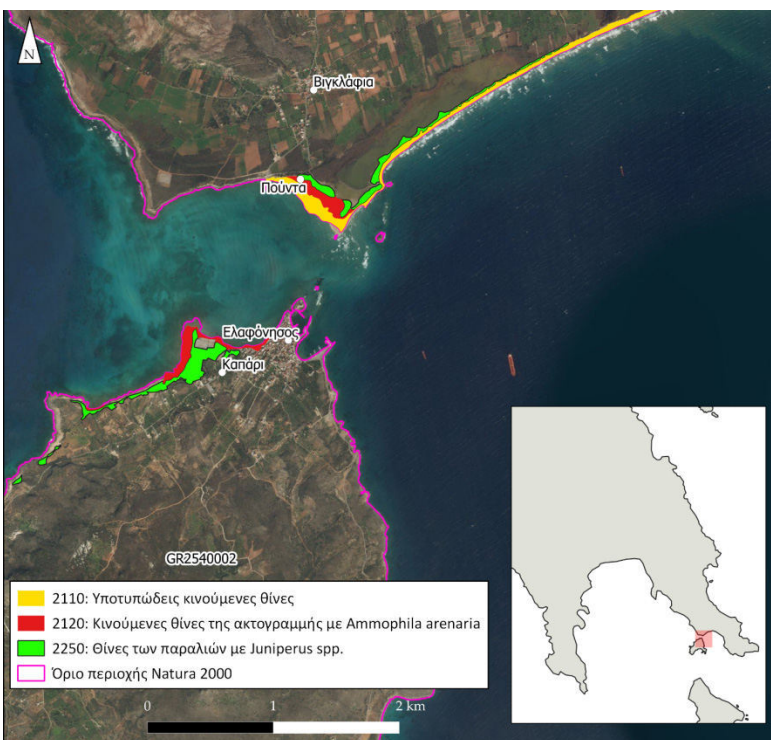 N
Βιγκλάφια
Πούντα
Ελαφόνησος
Καπάρι
GR2540002
2110: Υποτυπώδεις κινούμενες θίνες
2120: Κινούμενες θίνες της ακτογραμμής με Ammophila arenaria
2250: Θίνες των παραλιών με Juniperus spp.
Όριο περιοχής Natura 2000
0 1 2 km